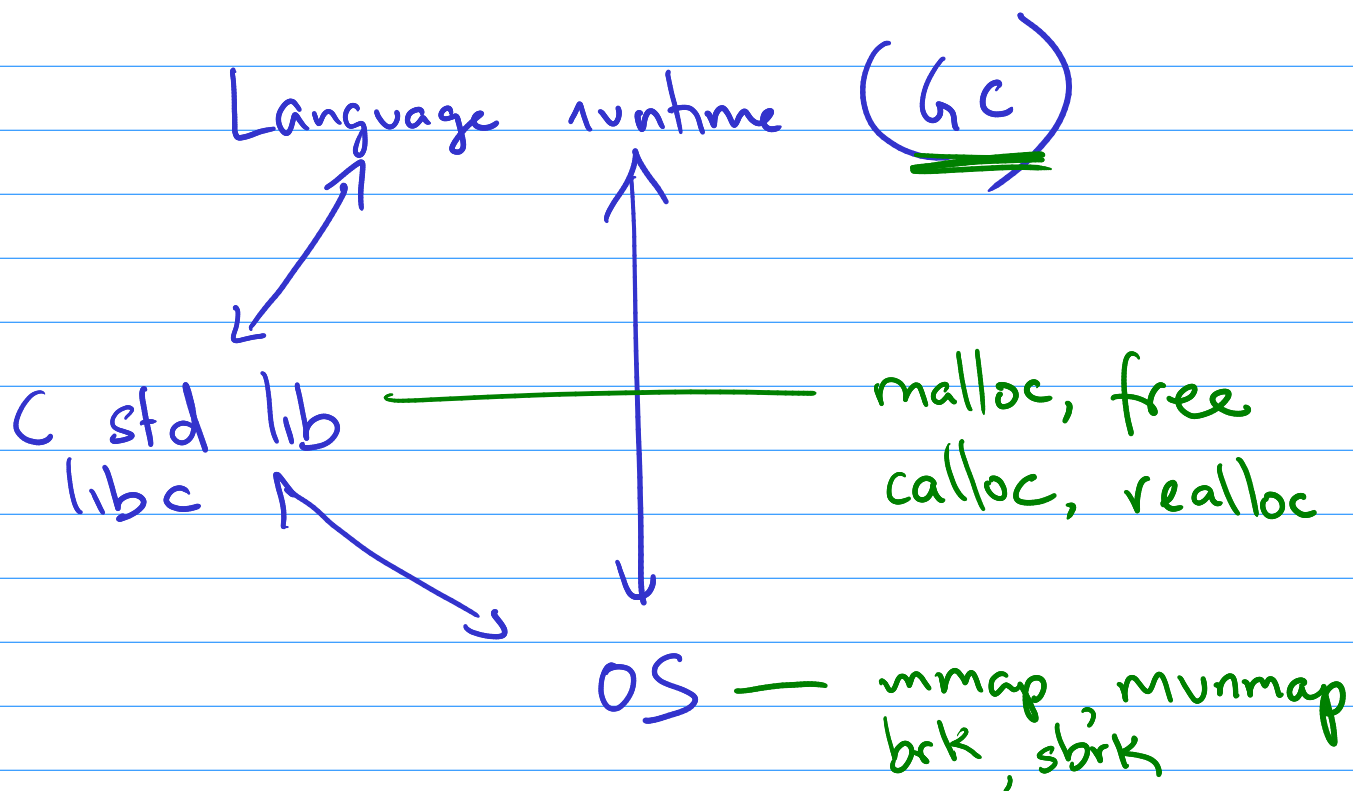 Language runtime (GC)
C std lib
libc
malloc, free
calloc, realloc
OS — mmap, munmap
brk, sbrk